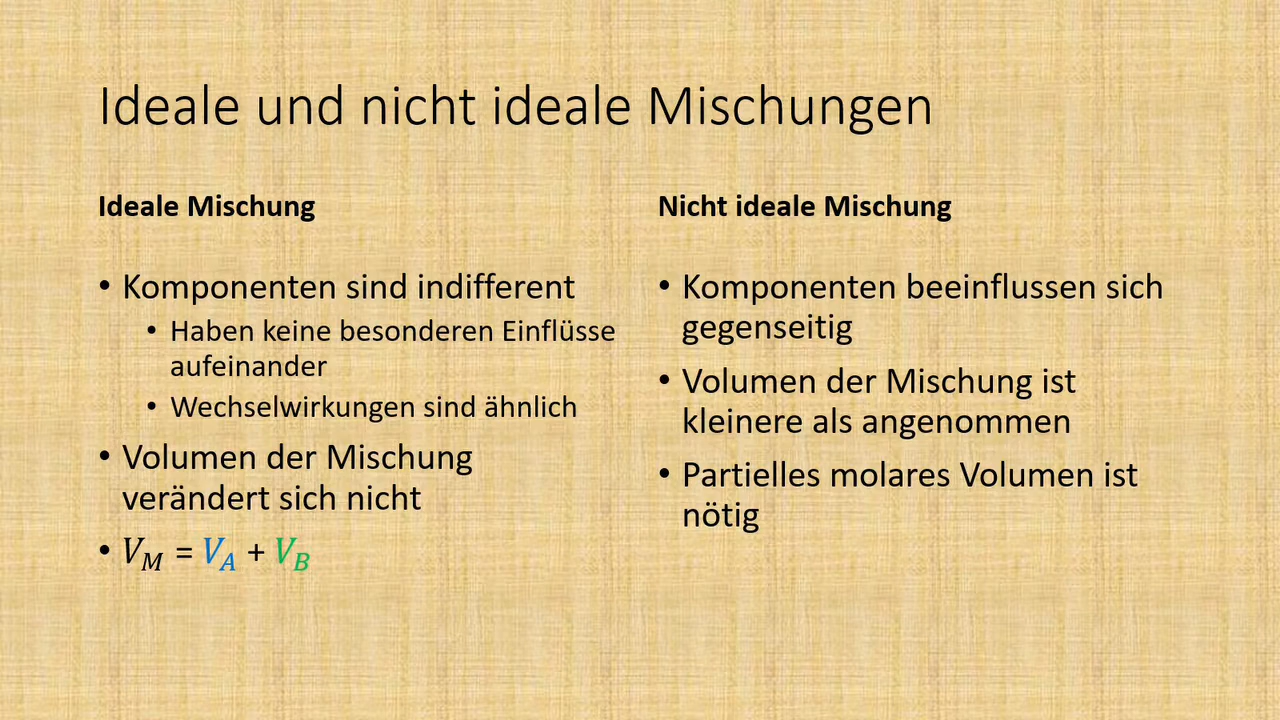 Ideale und nicht ideale Mischungen
Ideale Mischung
• Komponenten sind indifferent
• Haben keine besonderen Einflüsse
aufeinander
• Wechselwirkungen sind ähnlich
• Volumen der Mischung
verändert sich nicht
• V_M = V_A + V_B
Nicht ideale Mischung
• Komponenten beeinflussen sich
gegenseitig
• Volumen der Mischung ist
kleinere als angenommen
• Partielles molares Volumen ist
nötig